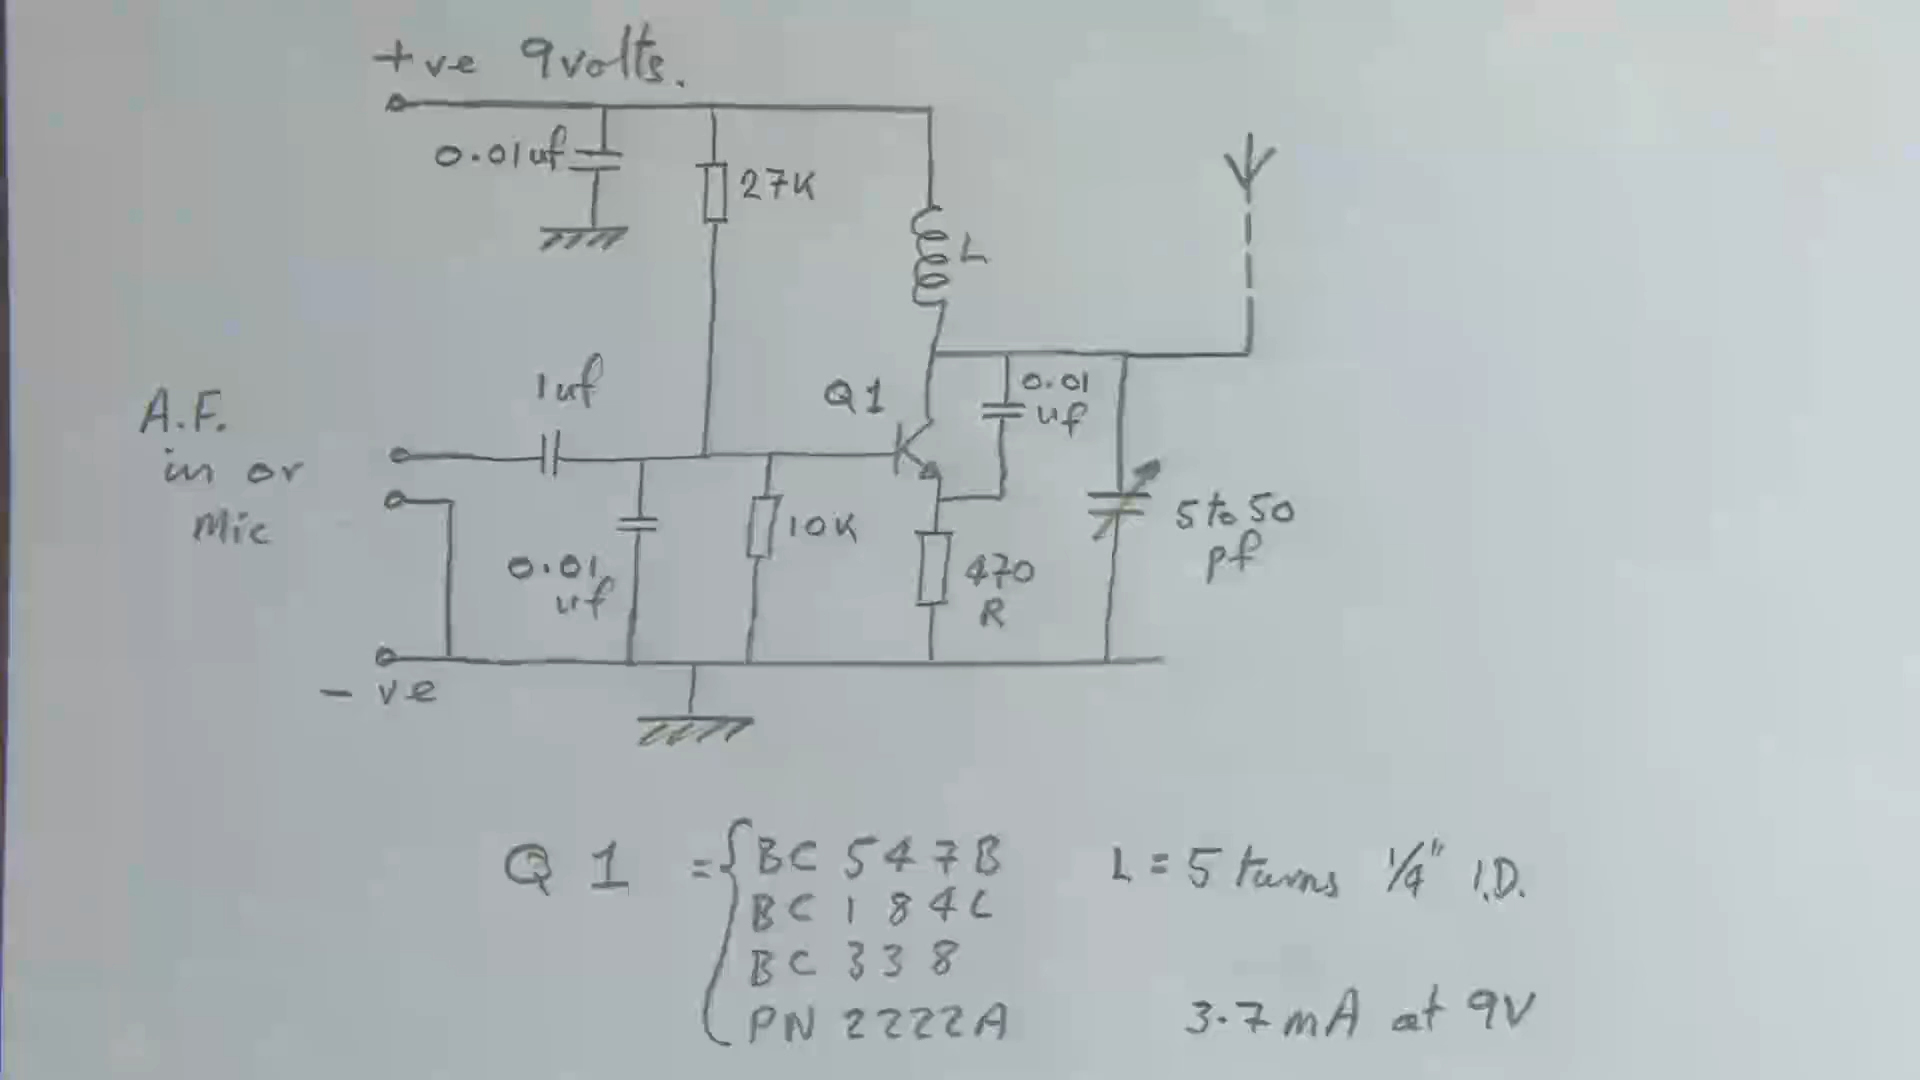 +ve 9volts.
0.01uf
27K
L
1uf
Q1
0.01
uf
A.F.
in or
Mic
10K
5 to 50
pf
0.01
uf
470
R
- ve
Q 1 = BC 547B
BC 184C
BC 338
PN 2222A
L = 5 turns 1/4" I.D.
3.7mA at 9V